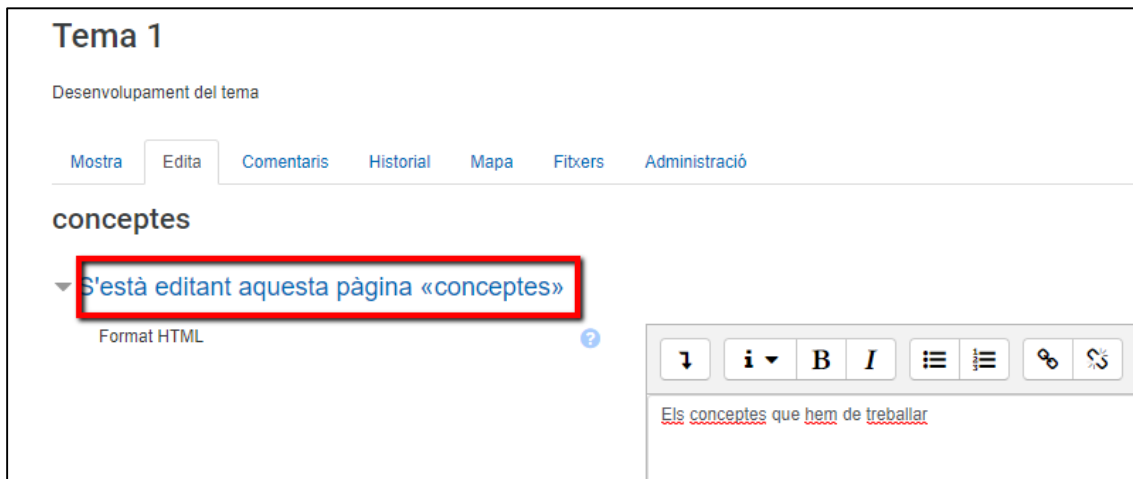 Tema 1
Desenvolupament del tema
Mostra Edita Comentaris Historial Mapa Fitxers Administració
conceptes
S'està editant aquesta pàgina «conceptes»
Format HTML
Els conceptes que hem de treballar